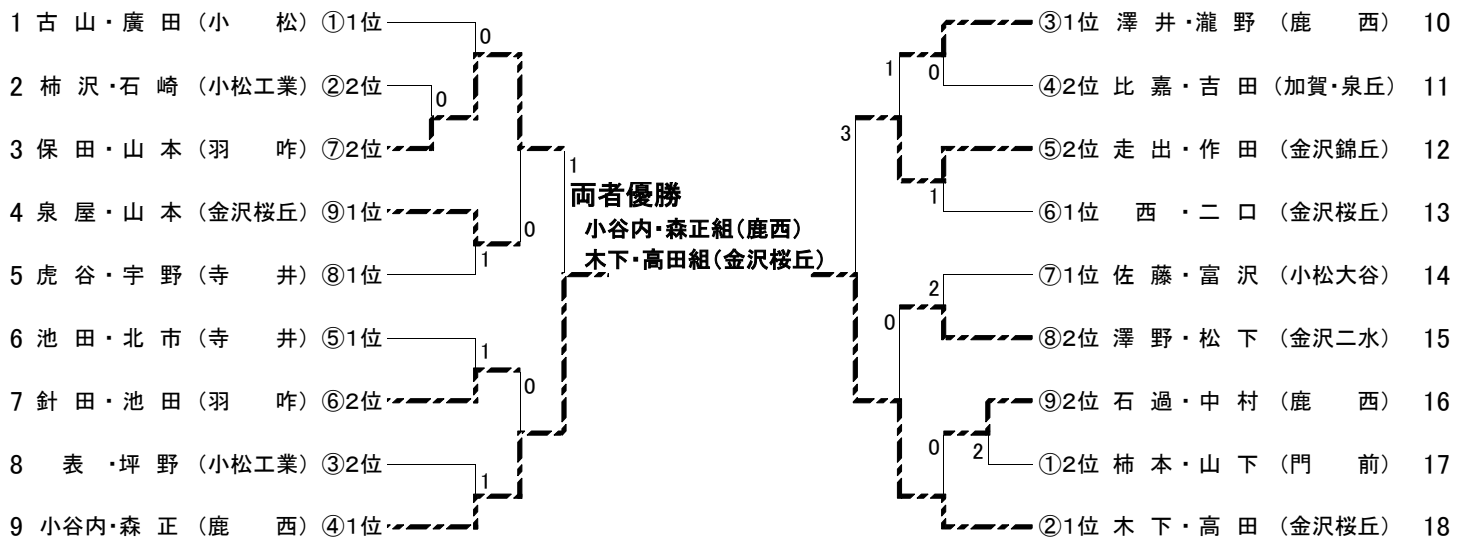 1 古 山・廣 田 (小 松) ①1位
0
2 柿 沢・石 崎 (小松工業) ②2位
0
3 保 田・山 本 (羽 咋) ⑦2位
1
4 泉 屋・山 本 (金沢桜丘) ⑨1位
0
1
5 虎 谷・宇 野 (寺 井) ⑧1位
6 池 田・北 市 (寺 井) ⑤1位
1
0
7 針 田・池 田 (羽 咋) ⑥2位
8 表 ・坪 野 (小松工業) ③2位
1
9 小谷内・森 正 (鹿 西) ④1位
両者優勝
小谷内・森正組(鹿西)
木下・高田組(金沢桜丘)
③1位 澤 井・瀧 野 (鹿 西) 10
1
0
④2位 比 嘉・吉 田 (加賀・泉丘) 11
3
⑤2位 走 出・作 田 (金沢錦丘) 12
1
⑥1位 西 ・二 口 (金沢桜丘) 13
⑦1位 佐 藤・富 沢 (小松大谷) 14
2
0
⑧2位 澤 野・松 下 (金沢二水) 15
⑨2位 石 過・中 村 (鹿 西) 16
0
2
①2位 柿 本・山 下 (門 前) 17
②1位 木 下・高 田 (金沢桜丘) 18